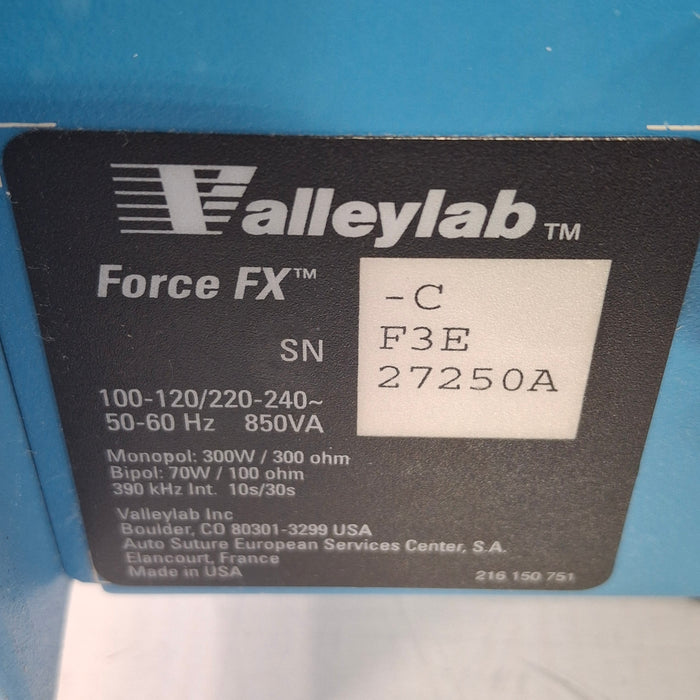 Valleylab™
Force FX™ -C
SN F3E
27250A
100-120/220-240~
50-60 Hz 850VA
Monopol: 300W / 300 ohm
Bipol: 70W / 100 ohm
390 kHz Int. 10s/30s
Valleylab Inc
Boulder, CO 80301-3299 USA
Auto Suture European Services Center, S.A.
Elancourt, France
Made in USA 216 150 751